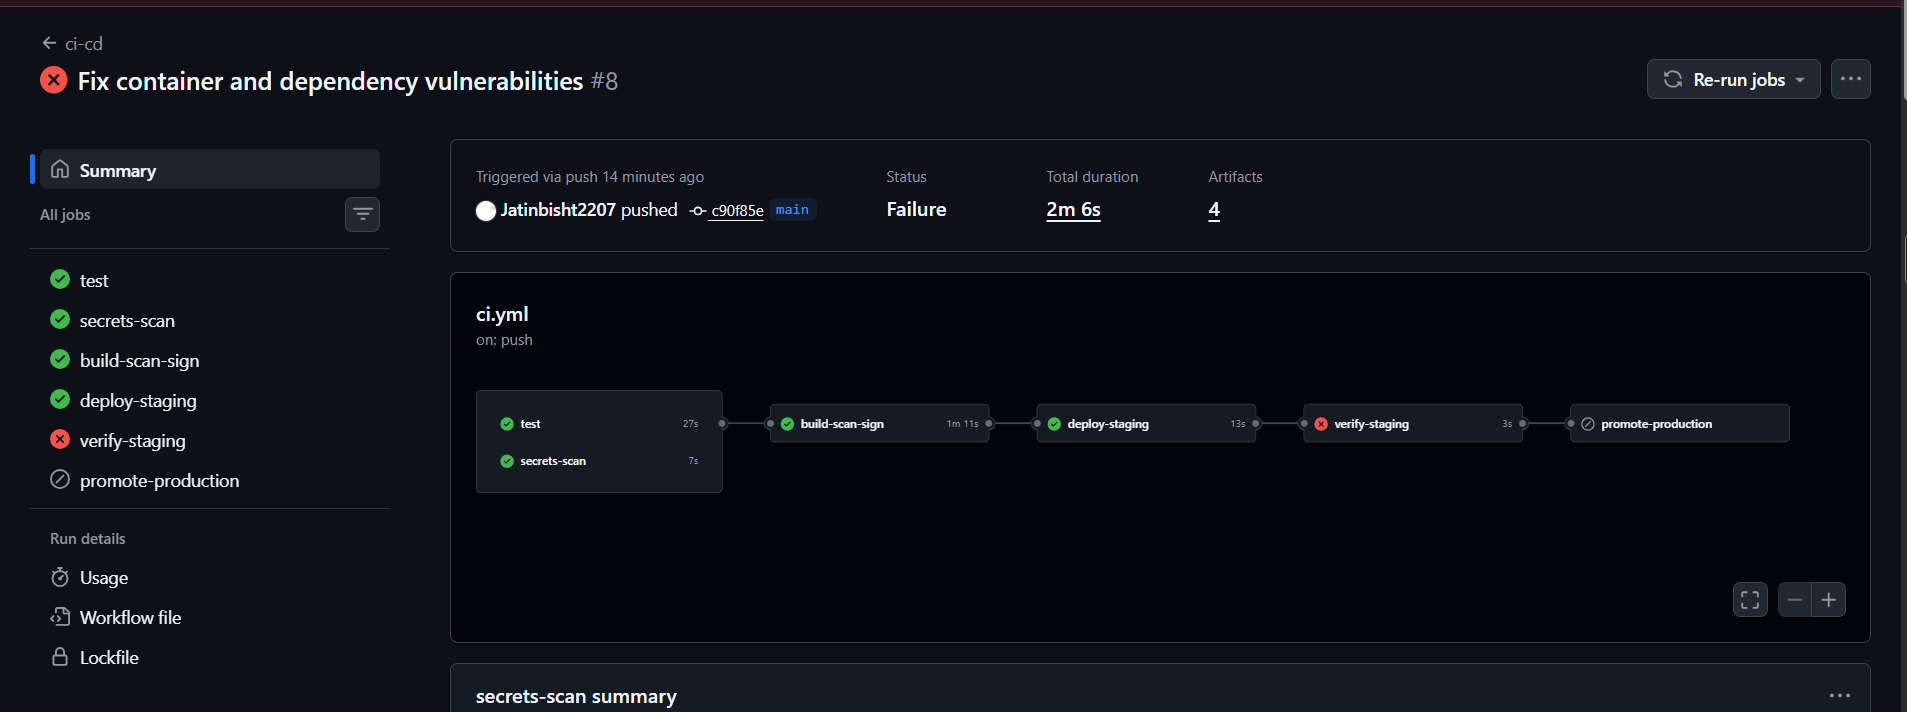 ci-cd
Fix container and dependency vulnerabilities #8
Re-run jobs
Summary
All jobs
test
secrets-scan
build-scan-sign
deploy-staging
verify-staging
promote-production
Run details
Usage
Workflow file
Lockfile
Triggered via push 14 minutes ago
Jatinbisht2207 pushed c90f85e main
Status
Failure
Total duration
2m 6s
Artifacts
4
ci.yml
on: push
test 27s
secrets-scan 7s
build-scan-sign 1m 11s
deploy-staging 13s
verify-staging 3s
promote-production
secrets-scan summary